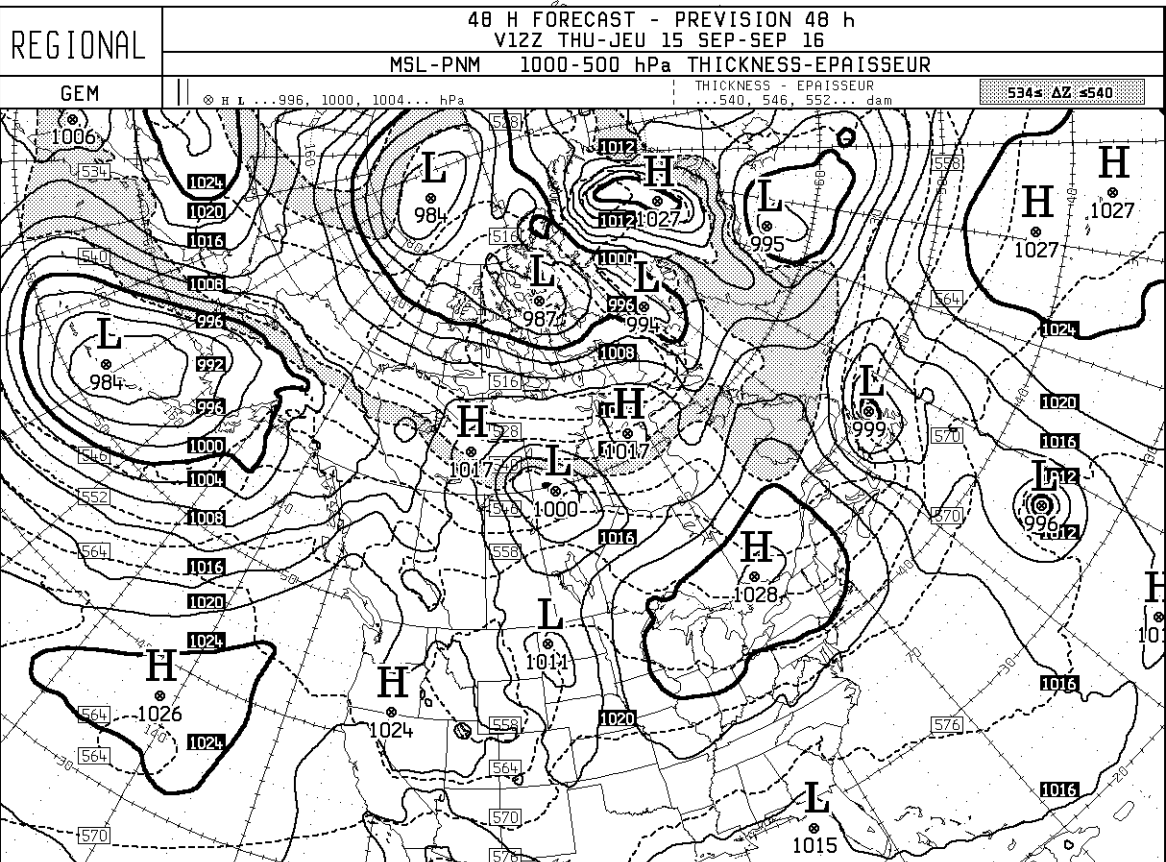 REGIONAL
48 H FORECAST - PREVISION 48 h
V12Z THU-JEU 15 SEP-SEP 16
MSL-PNM 1000-500 hPa THICKNESS-EPAISSEUR
GEM
⊗ H L ...996, 1000, 1004... hPa
THICKNESS - EPAISSEUR
...540, 546, 552... dam
534≤ ΔZ ≤540
1006
534
1024
1020
1016
540
1008
996
L
984
992
996
1000
546
1004
552
1008
564
1016
1020
1024
H
1026
564
140
1024
564
570
528
L
984
516
L
987
1012
H
1027
1012
1000
L
996
994
1008
L
995
558
564
H
1027
H
1027
1024
1020
1016
1012
516
528
H
1017
H
1017
L
1000
546
558
1016
L
999
570
570
L
996
1012
H
1028
L
1011
H
1024
558
564
570
576
1020
H
1016
576
1016
L
1015